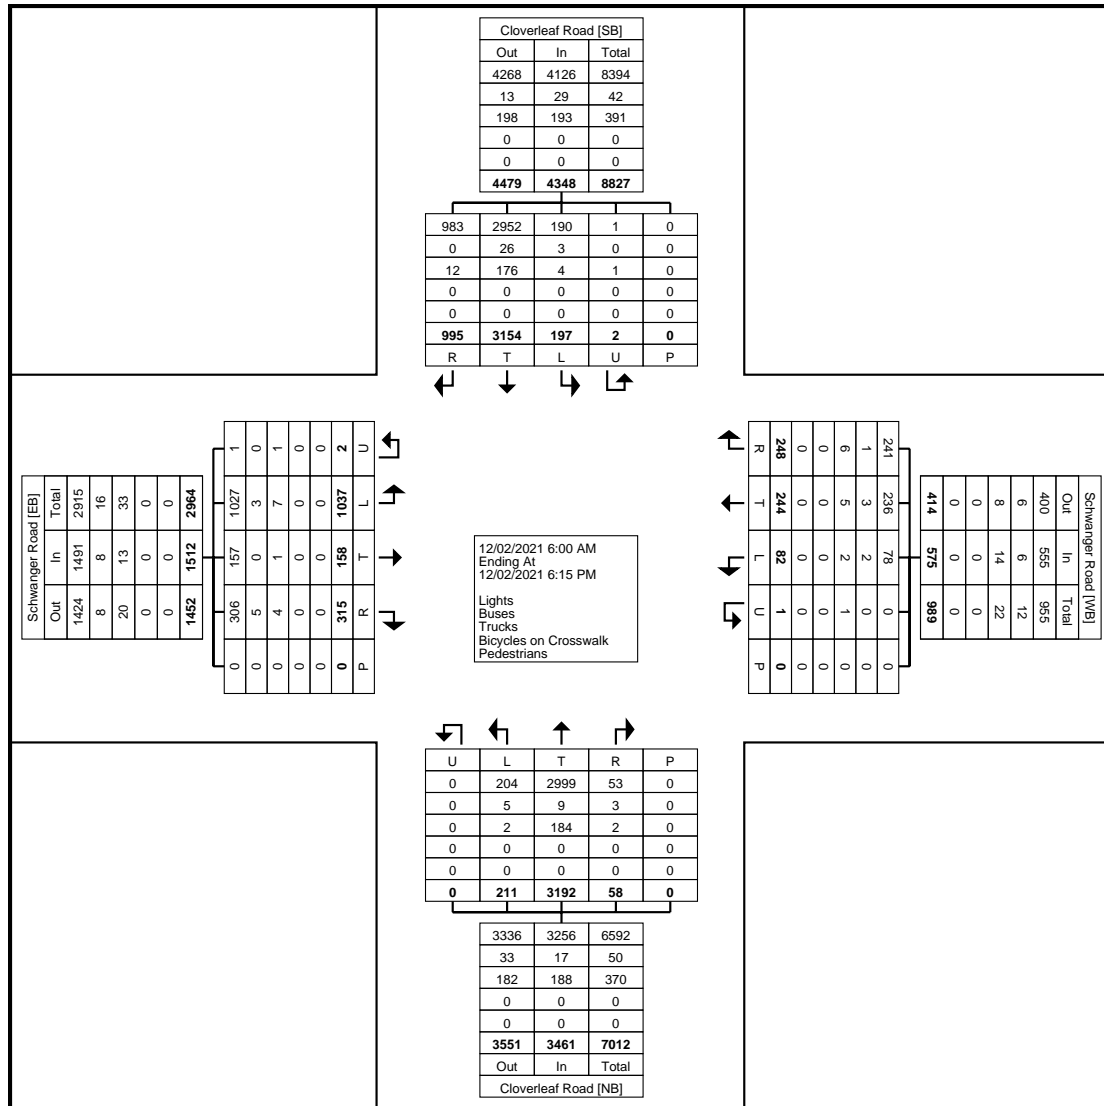 Cloverleaf Road [SB]
Out In Total
4268 4126 8394
13 29 42
198 193 391
0 0 0
0 0 0
4479 4348 8827
983 2952 190 1 0
0 26 3 0 0
12 176 4 1 0
0 0 0 0 0
0 0 0 0 0
995 3154 197 2 0
R T L U P
Schwanger Road [EB]
Total In Out
2915 1491 1424
16 8 8
33 13 20
0 0 0
0 0 0
2964 1512 1452
1 1027 157 306 0
0 3 0 5 0
1 7 1 4 0
0 0 0 0 0
0 0 0 0 0
2 1037 158 315 0
U L T R P
12/02/2021 6:00 AM
Ending At
12/02/2021 6:15 PM
Lights
Buses
Trucks
Bicycles on Crosswalk
Pedestrians
Schwanger Road [WB]
Out In Total
400 555 955
6 6 12
8 14 22
0 0 0
0 0 0
414 575 989
241 236 78 0 0
1 3 2 0 0
6 5 2 1 0
0 0 0 0 0
0 0 0 0 0
248 244 82 1 0
R T L U P
U L T R P
0 204 2999 53 0
0 5 9 3 0
0 2 184 2 0
0 0 0 0 0
0 0 0 0 0
0 211 3192 58 0
3336 3256 6592
33 17 50
182 188 370
0 0 0
0 0 0
3551 3461 7012
Out In Total
Cloverleaf Road [NB]